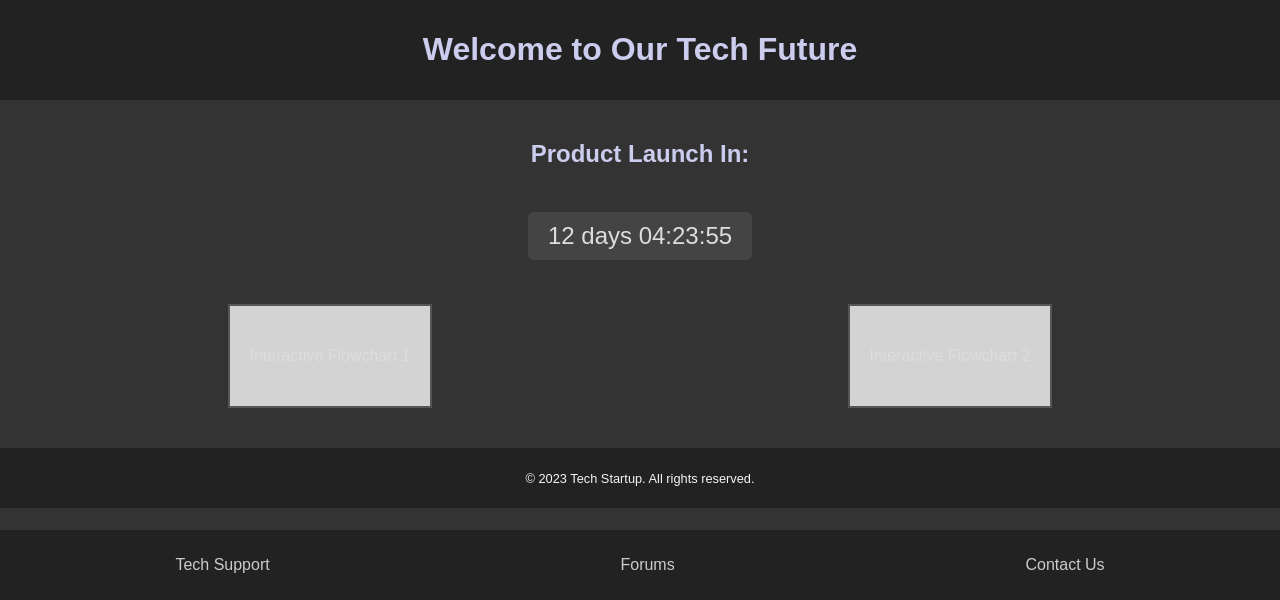 Welcome to Our Tech Future
Product Launch In:
12 days 04:23:55
Interactive Flowchart 1
Interactive Flowchart 2
© 2023 Tech Startup. All rights reserved.
Tech Support
Forums
Contact Us